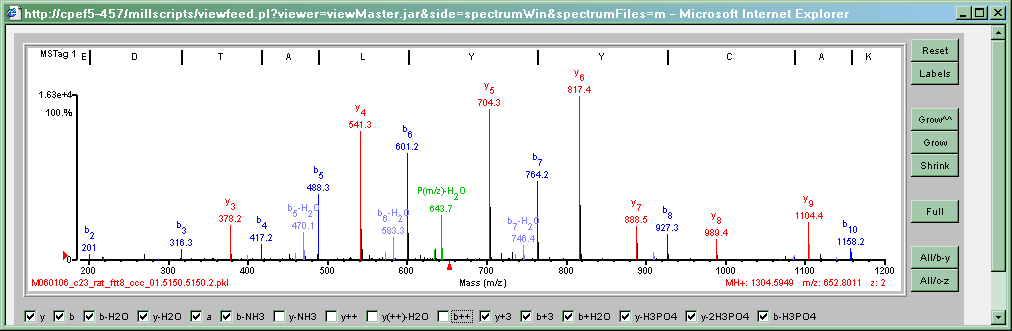 http://cpef5-457/millscripts/viewfeed.pl?viewer=viewMaster.jar&side=spectrumWin&spectrumFiles=m - Microsoft Internet Explorer
MSTag 1 E D T A L Y Y C A K
Reset
Labels
Grow^^
Grow
Shrink
Full
All/b-y
All/c-z
1.63e+4
100.%
0
b2
201
b3
316.3
y3
378.2
b4
417.2
b5-H2O
470.1
b5
488.3
y4
541.3
b6-H2O
583.3
b6
601.2
P(m/z)-H2O
643.7
y5
704.3
b7-H2O
746.4
b7
764.2
y6
817.4
y7
888.5
b8
927.3
y8
989.4
y9
1104.4
b10
1158.2
200 300 400 500 600 700 800 900 1000 1100 1200
M060106_c23_rat_ftt8_ccc_01.5150.5150.2.pkl Mass (m/z) MH+: 1304.5949 m/z: 652.8011 z: 2
y b b-H2O y-H2O a b-NH3 y-NH3 y++ y(++)-H2O b++ y+3 b+3 b+H2O y-H3PO4 y-2H3PO4 b-H3PO4